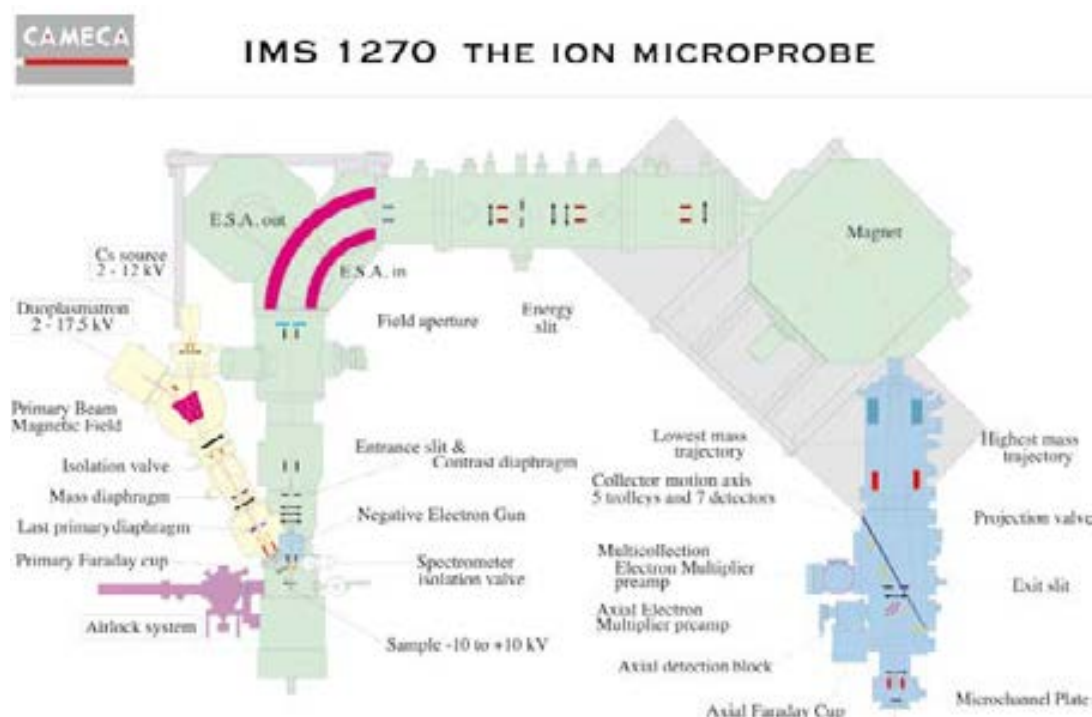 CAMECA
IMS 1270 THE ION MICROPROBE
E.S.A. out
Cs source
2 - 12 kV
E.S.A. in
Magnet
Duoplasmatron
2 - 17.5 kV
Field aperture
Energy
slit
Primary Beam
Magnetic Field
Isolation valve
Mass diaphragm
Last primary diaphragm
Primary Faraday cup
Airlock system
Entrance slit &
Contrast diaphragm
Negative Electron Gun
Spectrometer
isolation valve
Sample -10 to +10 kV
Lowest mass
trajectory
Collector motion axis
5 trolleys and 7 detectors
Multicollection
Electron Multiplier
preamp
Axial Electron
Multiplier preamp
Axial detection block
Axial Faraday Cup
Highest mass
trajectory
Projection valve
Exit slit
Microchannel Plate